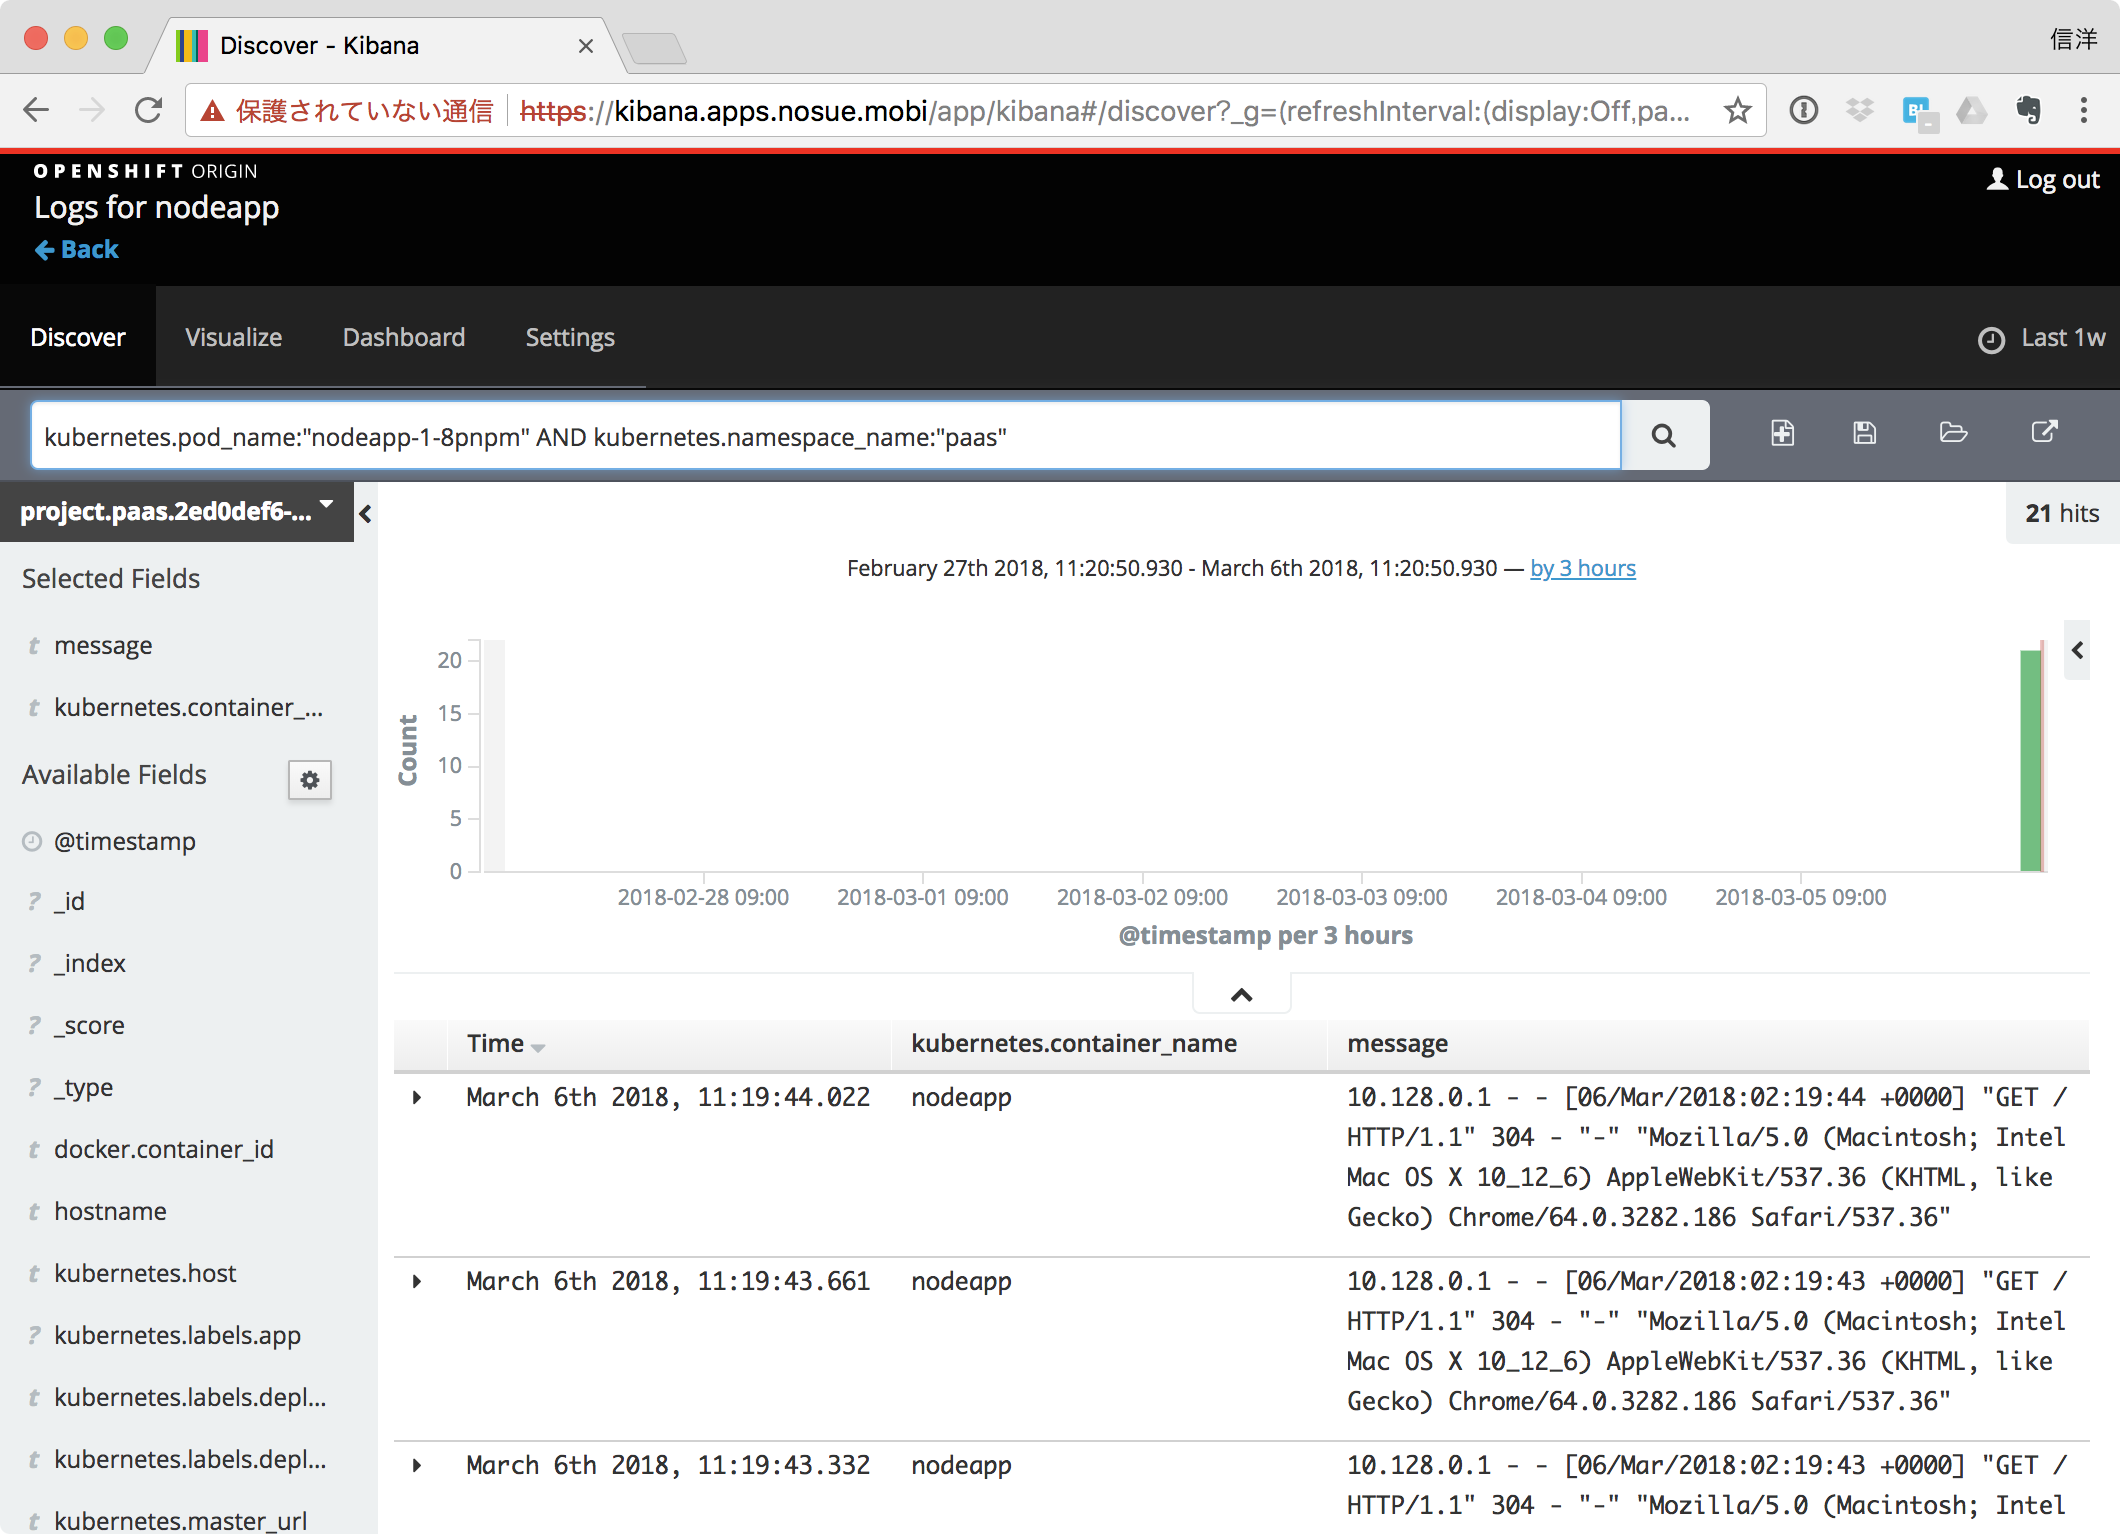 Discover - Kibana
信洋
保護されていない通信 https://kibana.apps.nosue.mobi/app/kibana#/discover?_g=(refreshInterval:(display:Off,pa...
OPENSHIFT ORIGIN
Logs for nodeapp
Back
Log out
Discover
Visualize
Dashboard
Settings
Last 1w
kubernetes.pod_name:"nodeapp-1-8pnpm" AND kubernetes.namespace_name:"paas"
project.paas.2ed0def6-...
21 hits
Selected Fields
t message
t kubernetes.container_...
Available Fields
@timestamp
? _id
? _index
? _score
? _type
t docker.container_id
t hostname
t kubernetes.host
? kubernetes.labels.app
t kubernetes.labels.depl...
t kubernetes.labels.depl...
t kubernetes.master_url
February 27th 2018, 11:20:50.930 - March 6th 2018, 11:20:50.930 — by 3 hours
Count
20
15
10
5
0
2018-02-28 09:00
2018-03-01 09:00
2018-03-02 09:00
2018-03-03 09:00
2018-03-04 09:00
2018-03-05 09:00
@timestamp per 3 hours
Time
kubernetes.container_name
message
March 6th 2018, 11:19:44.022
nodeapp
10.128.0.1 - - [06/Mar/2018:02:19:44 +0000] "GET /
HTTP/1.1" 304 - "-" "Mozilla/5.0 (Macintosh; Intel
Mac OS X 10_12_6) AppleWebKit/537.36 (KHTML, like
Gecko) Chrome/64.0.3282.186 Safari/537.36"
March 6th 2018, 11:19:43.661
nodeapp
10.128.0.1 - - [06/Mar/2018:02:19:43 +0000] "GET /
HTTP/1.1" 304 - "-" "Mozilla/5.0 (Macintosh; Intel
Mac OS X 10_12_6) AppleWebKit/537.36 (KHTML, like
Gecko) Chrome/64.0.3282.186 Safari/537.36"
March 6th 2018, 11:19:43.332
nodeapp
10.128.0.1 - - [06/Mar/2018:02:19:43 +0000] "GET /
HTTP/1.1" 304 - "-" "Mozilla/5.0 (Macintosh; Intel